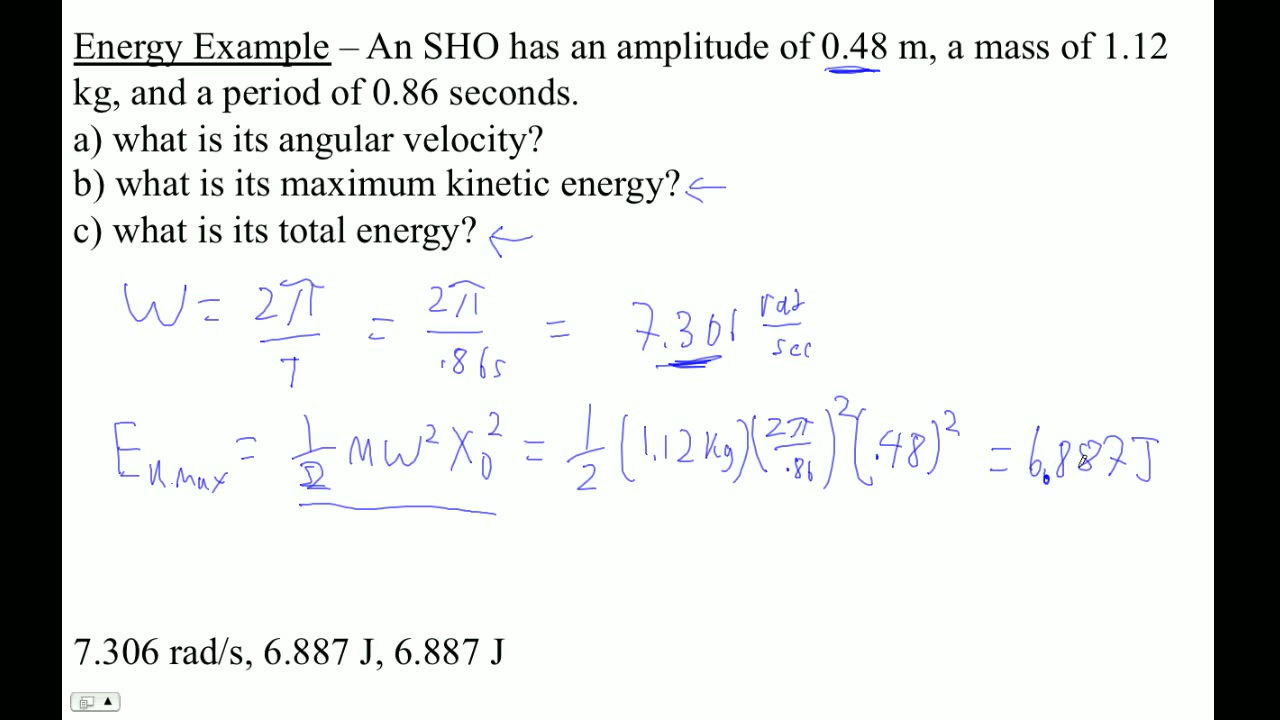 Energy Example – An SHO has an amplitude of 0.48 m, a mass of 1.12
kg, and a period of 0.86 seconds.
a) what is its angular velocity?
b) what is its maximum kinetic energy? ←
c) what is its total energy? ←
W = 2π/T = 2π/.86s = 7.301 rad/sec
E K.max = 1/2 mW² X₀² = 1/2 (1.12 kg)(2π/.86)²(.48)² = 6.887 J
7.306 rad/s, 6.887 J, 6.887 J